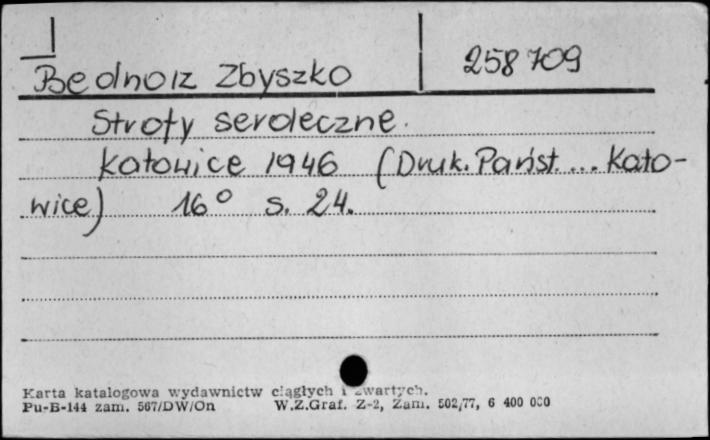 Bednorz Zbyszko 258 709
Strofy serdeczne.
Katowice 1946 (Druk. Państ. ... Kato-
wice) 16° s. 24.
Karta katalogowa wydawnictw ciągłych i zwartych.
Pu-B-144 zam. 567/DW/On W.Z.Graf. Z-2, Zam. 502/77, 6 400 000